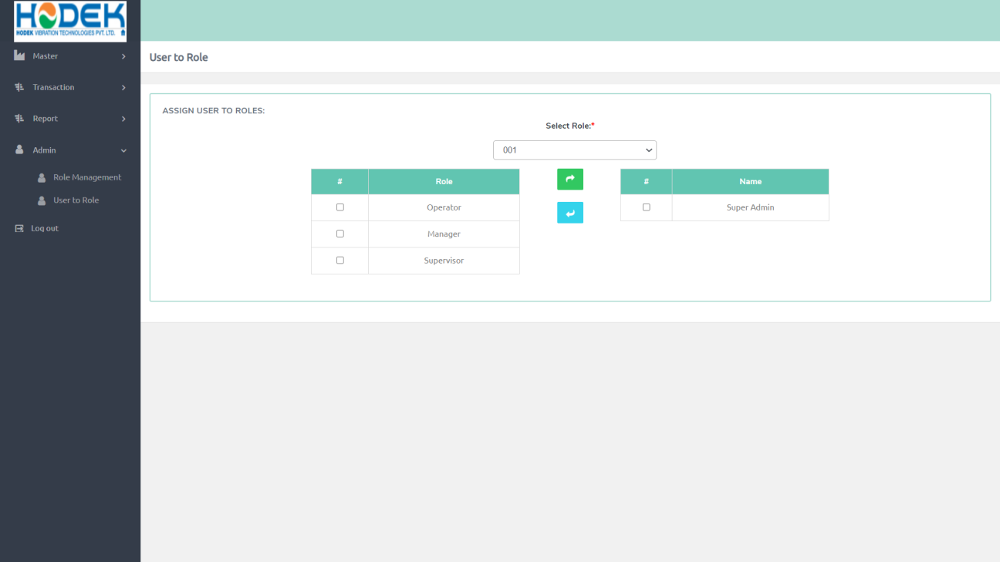 HODEK
HODEK VIBRATION TECHNOLOGIES PVT. LTD.
Master
Transaction
Report
Admin
Role Management
User to Role
Log out
User to Role
ASSIGN USER TO ROLES:
Select Role:*
001
# Role
Operator
Manager
Supervisor
# Name
Super Admin